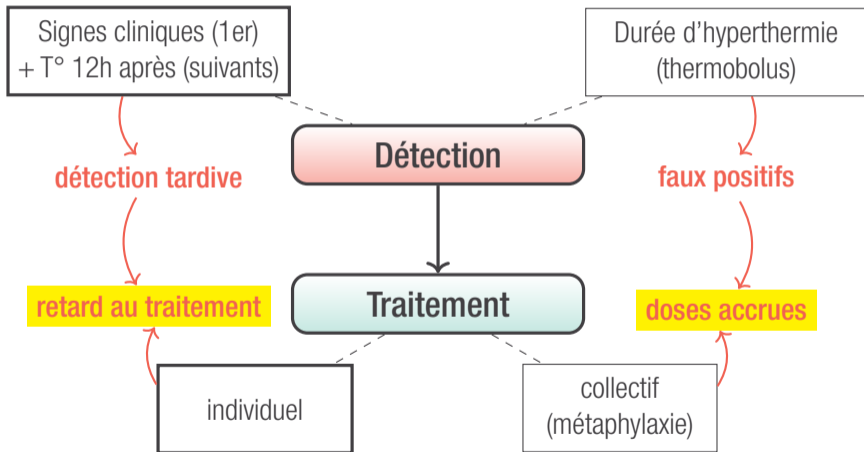 Signes cliniques (1er)
+ T° 12h après (suivants)
Durée d'hyperthermie
(thermobolus)
Détection
détection tardive
faux positifs
retard au traitement
Traitement
doses accrues
individuel
collectif
(métaphylaxie)